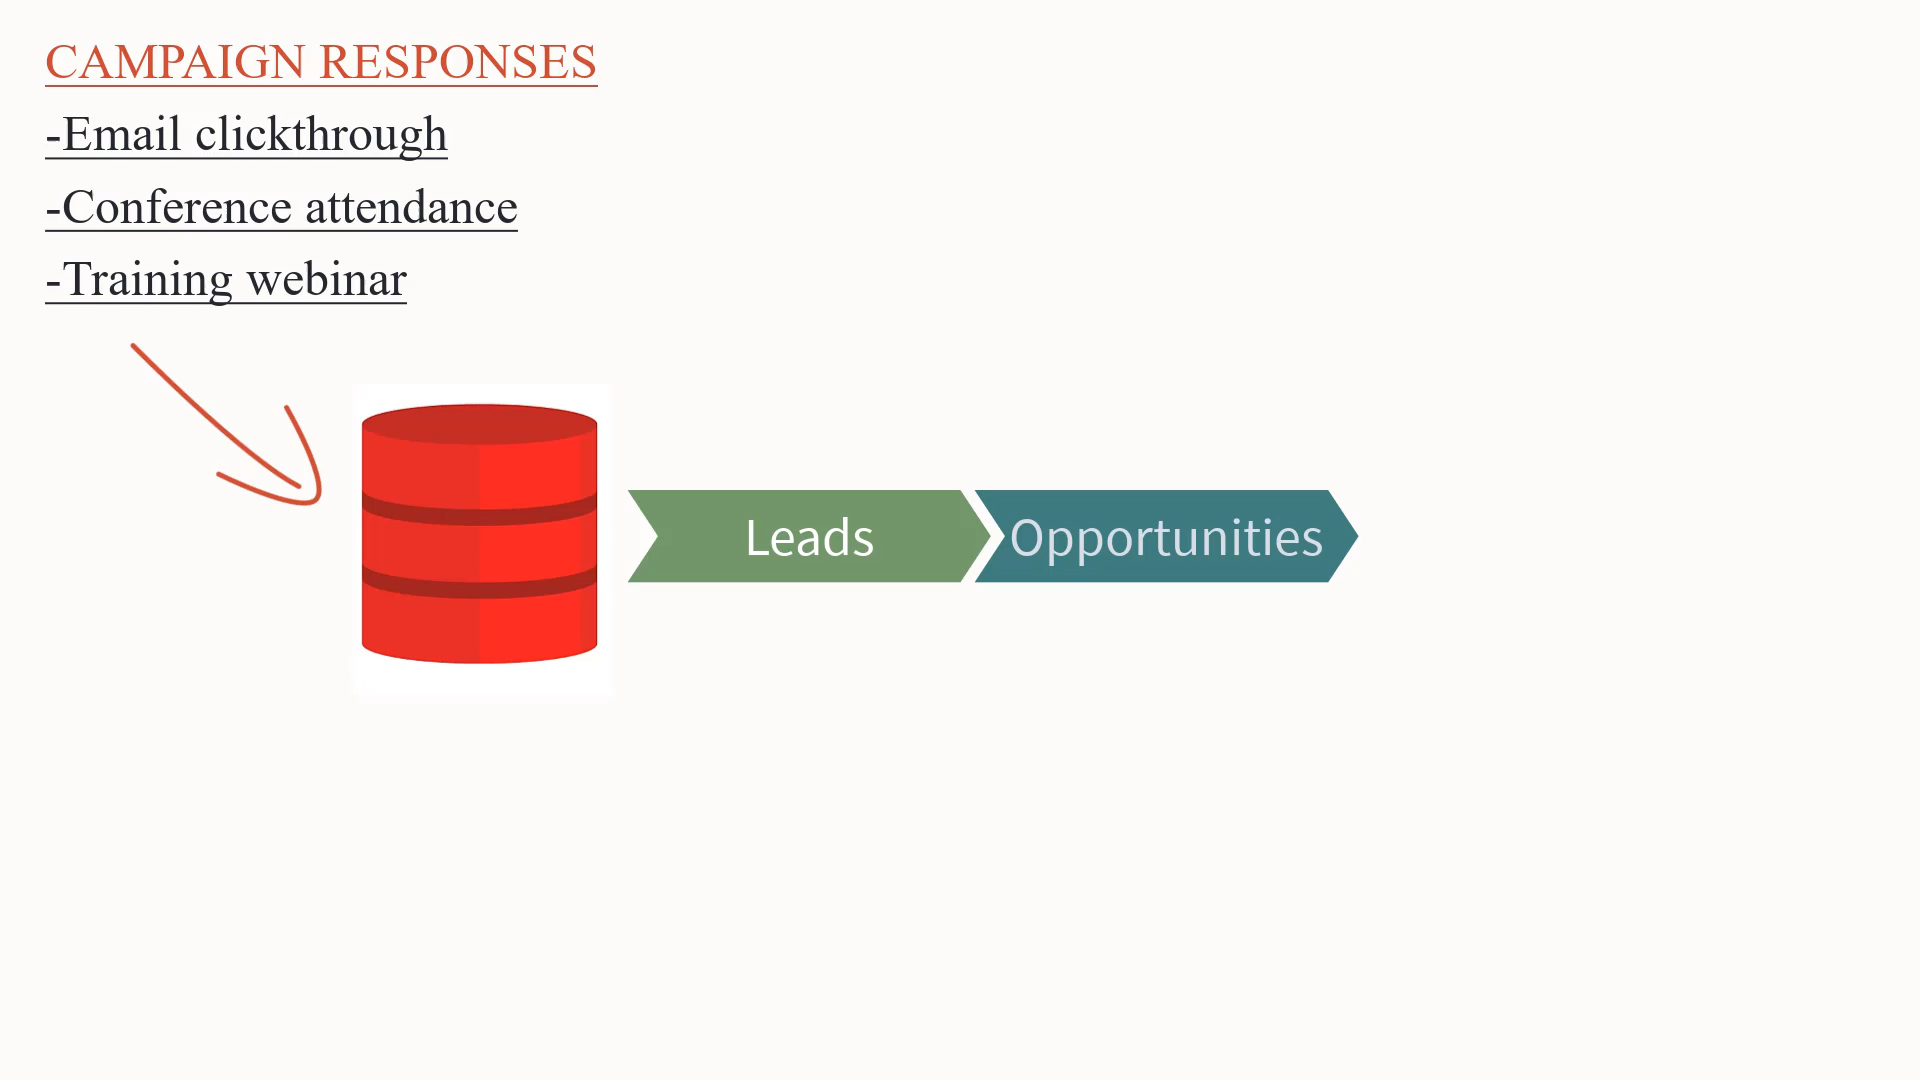 CAMPAIGN RESPONSES
-Email clickthrough
-Conference attendance
-Training webinar
Leads
Opportunities